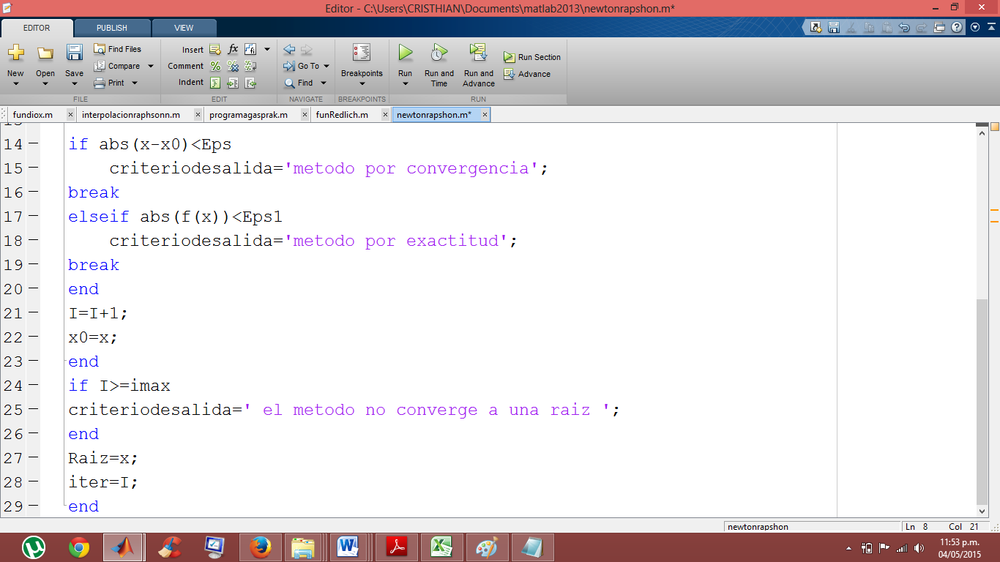 Editor - C:\Users\CRISTHIAN\Documents\matlab2013\newtonrapshon.m*
EDITOR PUBLISH VIEW
New Open Save Find Files Compare Print
Insert fx Comment Indent
Go To Find
Breakpoints
Run Run and Time Run and Advance Run Section Advance
FILE EDIT NAVIGATE BREAKPOINTS RUN
fundiox.m × interpolacionraphsonn.m × programagasprak.m × funRedlich.m × newtonrapshon.m* ×
14 – if abs(x-x0)<Eps
15 – criteriodesalida='metodo por convergencia';
16 – break
17 – elseif abs(f(x))<Eps1
18 – criteriodesalida='metodo por exactitud';
19 – break
20 – end
21 – I=I+1;
22 – x0=x;
23 – end
24 – if I>=imax
25 – criteriodesalida=' el metodo no converge a una raiz ';
26 – end
27 – Raiz=x;
28 – iter=I;
29 – end
newtonrapshon Ln 8 Col 21
11:53 p.m.
04/05/2015